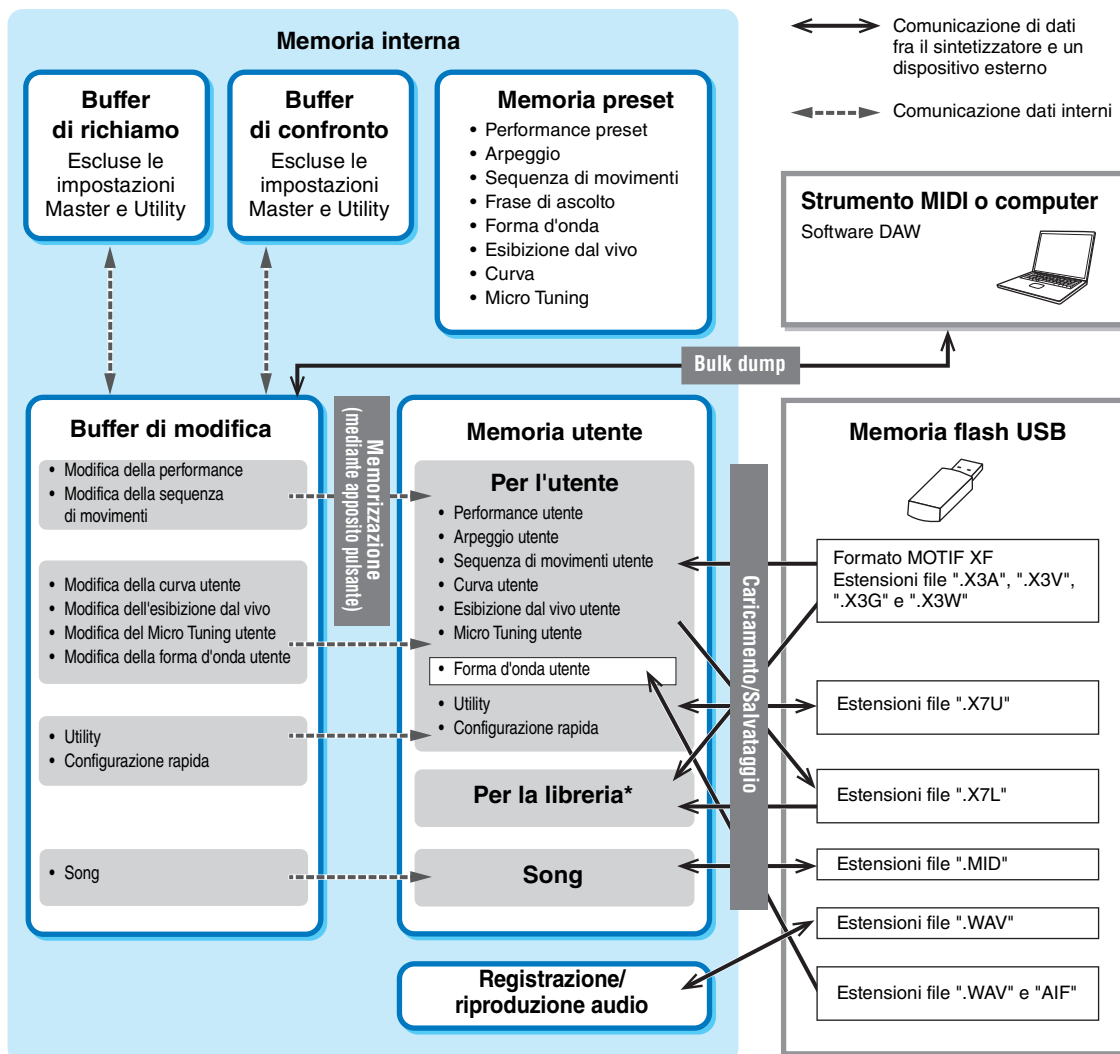 Memoria interna
Buffer
di richiamo
Escluse le
impostazioni
Master e Utility
Buffer
di confronto
Escluse le
impostazioni
Master e Utility
Memoria preset
• Performance preset
• Arpeggio
• Sequenza di movimenti
• Frase di ascolto
• Forma d'onda
• Esibizione dal vivo
• Curva
• Micro Tuning
Comunicazione di dati
fra il sintetizzatore e un
dispositivo esterno
Comunicazione dati interni
Strumento MIDI o computer
Software DAW
Bulk dump
Buffer di modifica
• Modifica della performance
• Modifica della sequenza
di movimenti
• Modifica della curva utente
• Modifica dell'esibizione dal vivo
• Modifica del Micro Tuning utente
• Modifica della forma d'onda utente
• Utility
• Configurazione rapida
• Song
Memorizzazione
(mediante apposito pulsante)
Memoria utente
Per l'utente
• Performance utente
• Arpeggio utente
• Sequenza di movimenti utente
• Curva utente
• Esibizione dal vivo utente
• Micro Tuning utente
• Forma d'onda utente
• Utility
• Configurazione rapida
Per la libreria*
Song
Registrazione/
riproduzione audio
Caricamento/Salvataggio
Memoria flash USB
Formato MOTIF XF
Estensioni file ".X3A", ".X3V",
".X3G" e ".X3W"
Estensioni file ".X7U"
Estensioni file ".X7L"
Estensioni file ".MID"
Estensioni file ".WAV"
Estensioni file ".WAV" e "AIF"